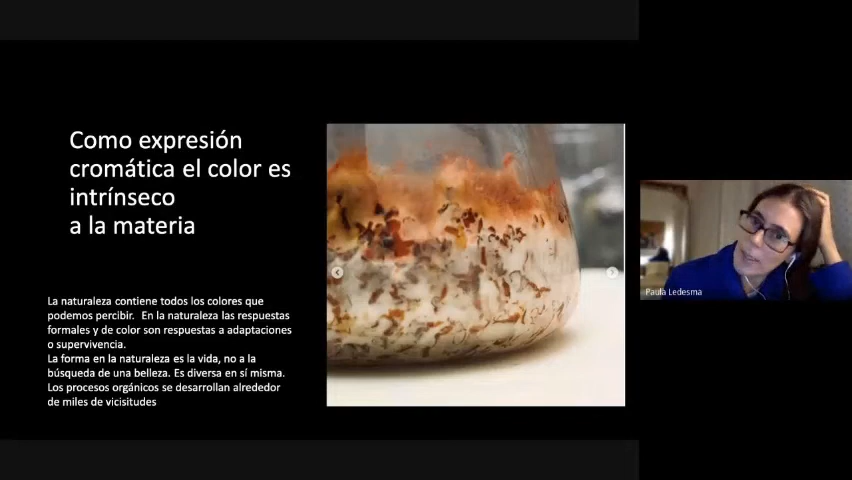 Como expresión
cromática el color es
intrínseco
a la materia
La naturaleza contiene todos los colores que
podemos percibir. En la naturaleza las respuestas
formales y de color son respuestas a adaptaciones
o supervivencia.
La forma en la naturaleza es la vida, no a la
búsqueda de una belleza. Es diversa en sí misma.
Los procesos orgánicos se desarrollan alrededor
de miles de vicisitudes
Paula Ledesma